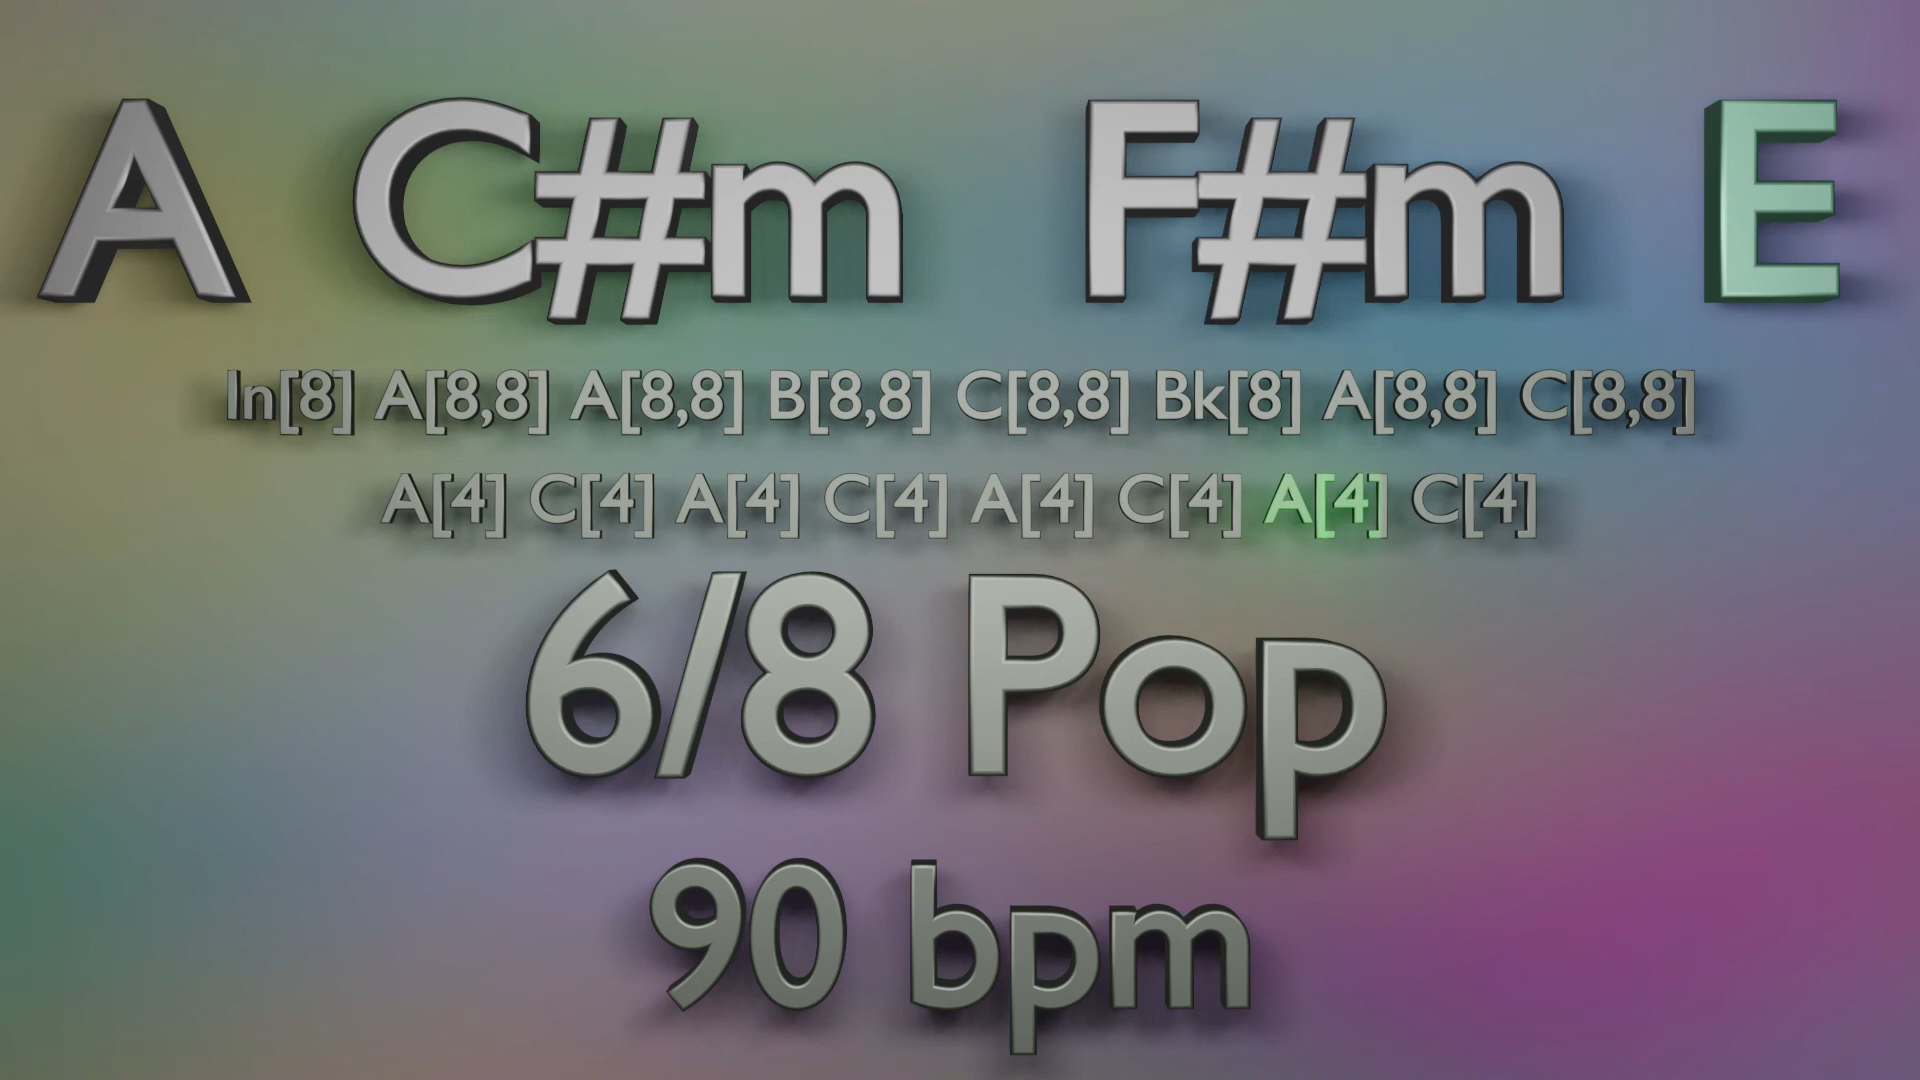 A C#m F#m E
In[8] A[8,8] A[8,8] B[8,8] C[8,8] Bk[8] A[8,8] C[8,8]
A[4] C[4] A[4] C[4] A[4] C[4] A[4] C[4]
6/8 Pop
90 bpm